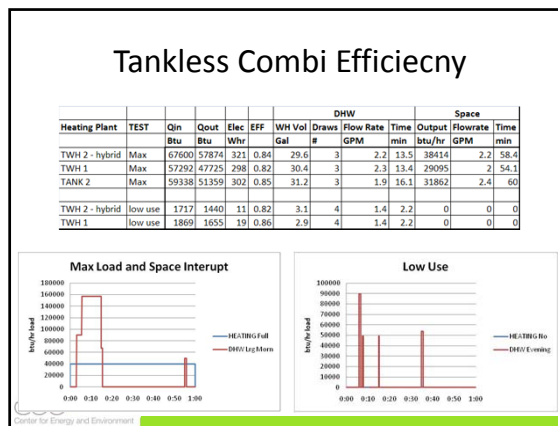 Tankless Combi Efficiecny
DHW Space
Heating Plant TEST Qin Qout Elec EFF WH Vol Draws Flow Rate Time Output Flowrate Time
Btu Btu Whr Gal # GPM min btu/hr GPM min
TWH 2 - hybrid Max 67600 57874 321 0.84 29.6 3 2.2 13.5 38414 2.2 58.4
TWH 1 Max 57292 47725 298 0.82 30.4 3 2.3 13.4 29095 2 54.1
TANK 2 Max 59338 51359 302 0.85 31.2 3 1.9 16.1 31862 2.4 60
TWH 2 - hybrid low use 1717 1440 11 0.82 3.1 4 1.4 2.2 0 0 0
TWH 1 low use 1869 1655 19 0.86 2.9 4 1.4 2.2 0 0 0
Max Load and Space Interupt
180000
160000
140000
120000
100000
80000
60000
40000
20000
0
btu/hr load
0:00 0:10 0:20 0:30 0:40 0:50 1:00
HEATING Full
DHW Lrg Morn
Low Use
100000
90000
80000
70000
60000
50000
40000
30000
20000
10000
0
btu/hr load
0:00 0:10 0:20 0:30 0:40 0:50 1:00
HEATING No
DHW Evening
Center for Energy and Environment